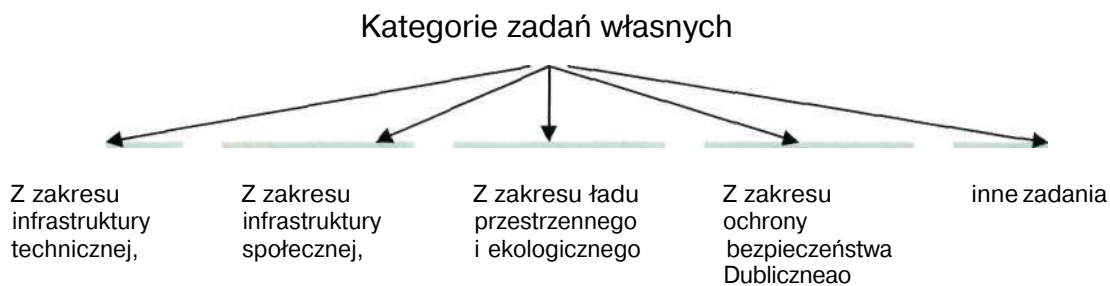 Kategorie zadań własnych
Z zakresu
infrastruktury
technicznej,
Z zakresu
infrastruktury
społecznej,
Z zakresu ładu
przestrzennego
i ekologicznego
Z zakresu
ochrony
bezpieczeństwa
Dubliczneao
inne zadania